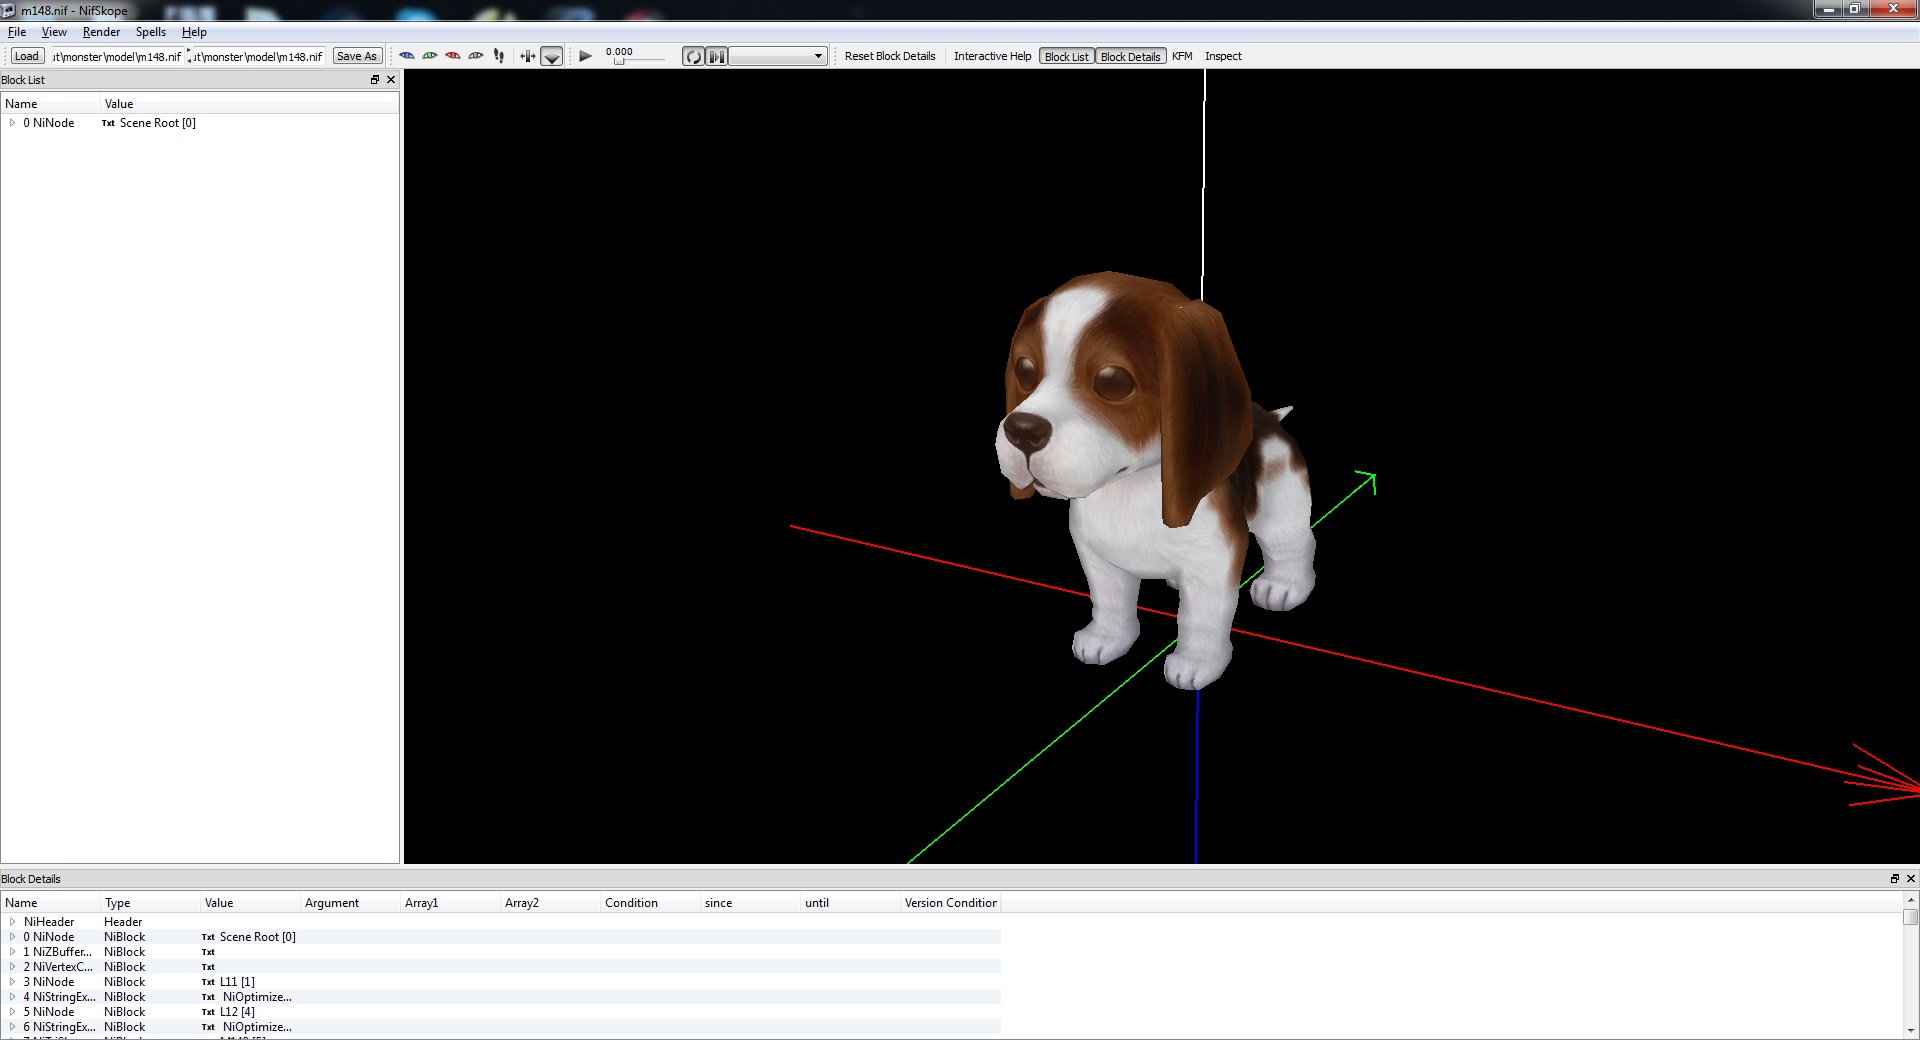 m148.nif - NifSkope
File View Render Spells Help
Load ıt\monster\model\m148.nif ıt\monster\model\m148.nif Save As 0.000 Reset Block Details Interactive Help Block List Block Details KFM Inspect
Block List
Name Value
0 NiNode Txt Scene Root [0]
Block Details
Name Type Value Argument Array1 Array2 Condition since until Version Condition
NiHeader Header
0 NiNode NiBlock Txt Scene Root [0]
1 NiZBuffer... NiBlock Txt
2 NiVertexC... NiBlock Txt
3 NiNode NiBlock Txt L11 [1]
4 NiStringEx... NiBlock Txt NiOptimize...
5 NiNode NiBlock Txt L12 [4]
6 NiStringEx... NiBlock Txt NiOptimize...